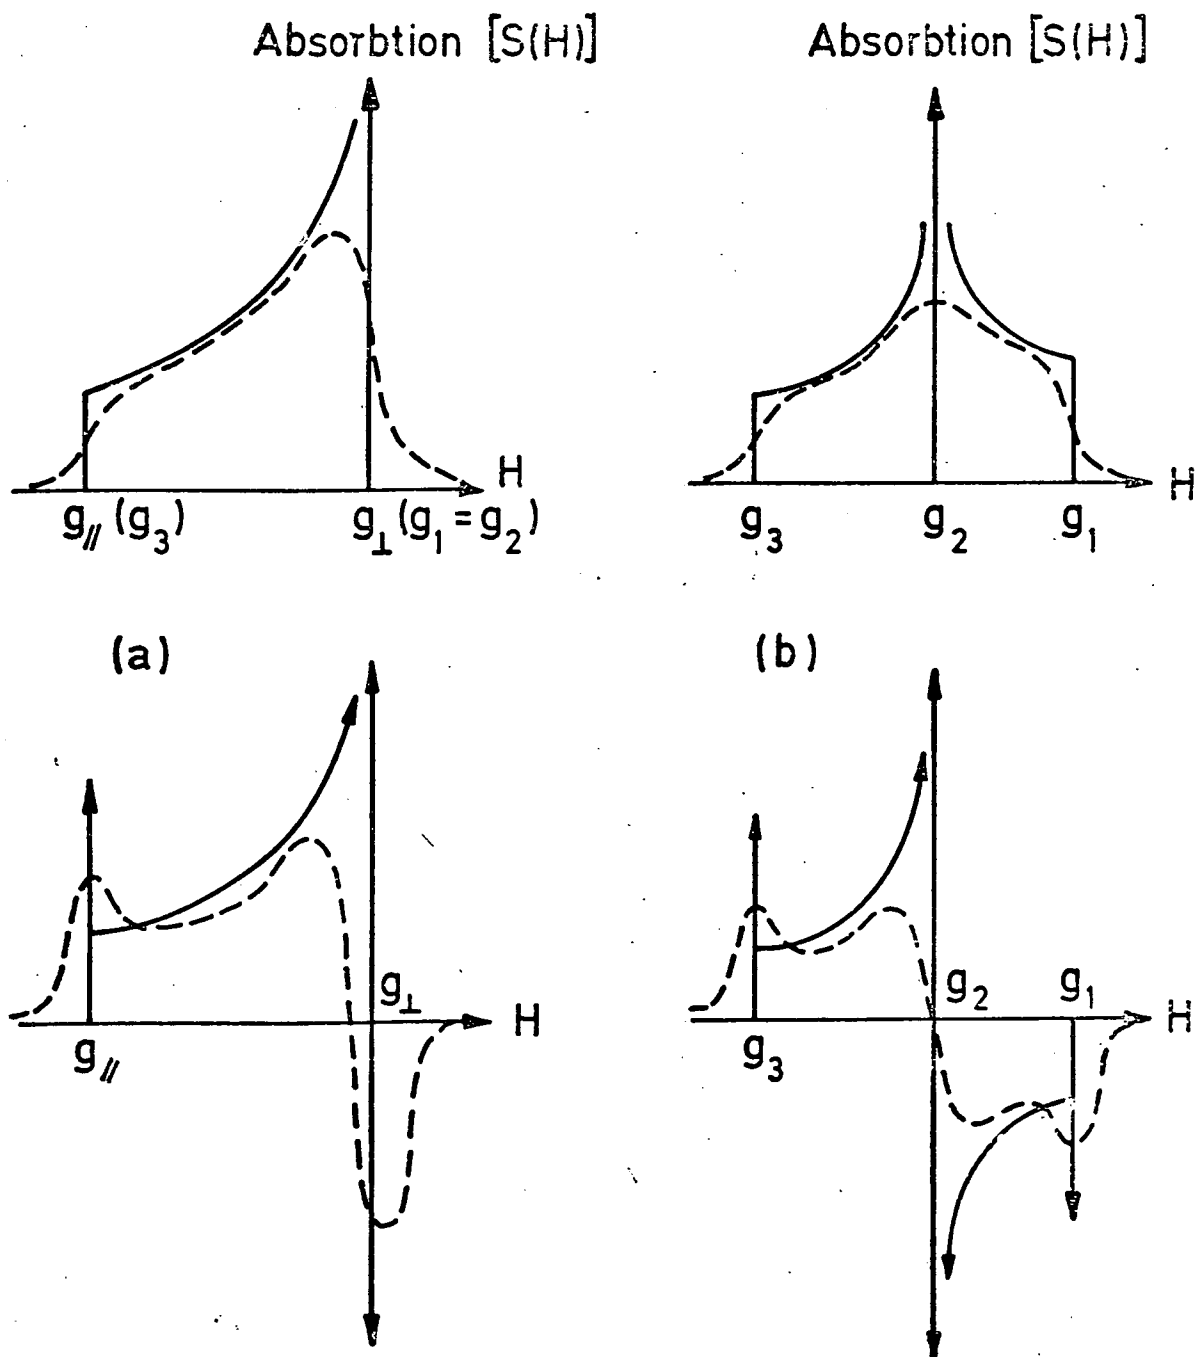 Absorbtion [S(H)]
Absorbtion [S(H)]
H
g// (g3)
g⊥ (g1 = g2)
H
g3
g2
g1
(a)
(b)
g⊥
H
g//
g2
g1
H
g3